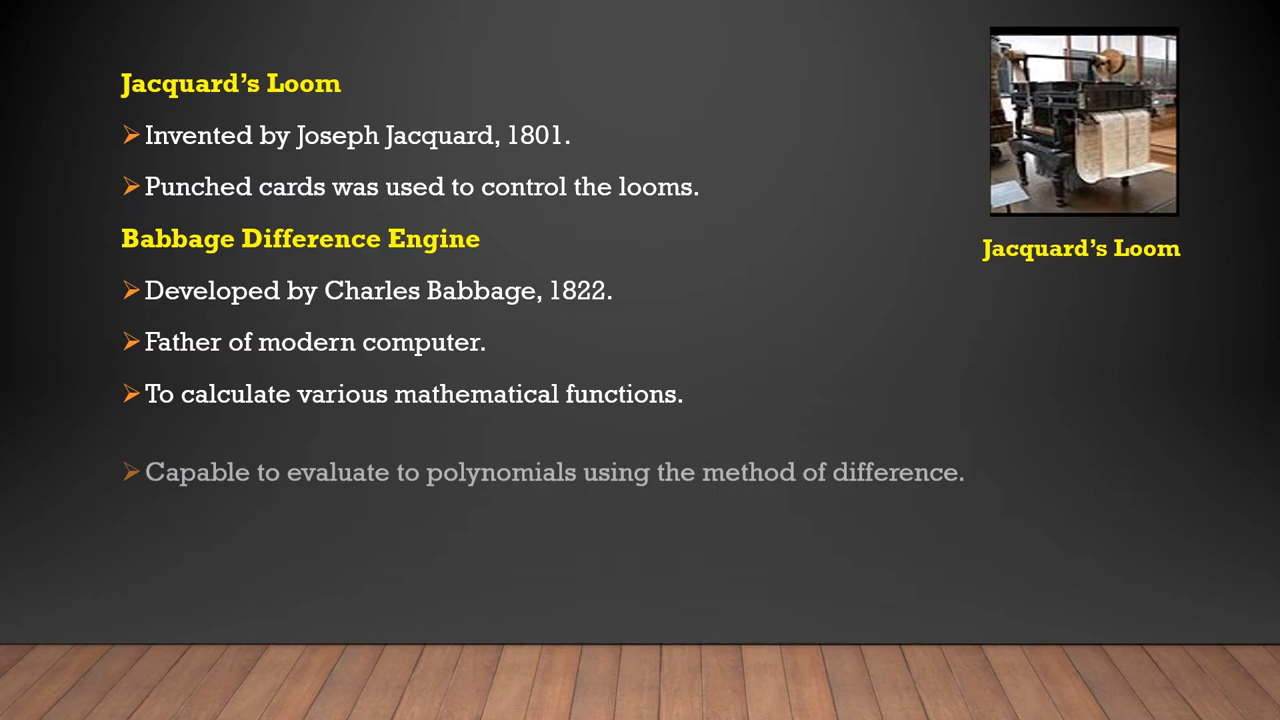 Jacquard’s Loom
Invented by Joseph Jacquard, 1801.
Punched cards was used to control the looms.
Babbage Difference Engine
Developed by Charles Babbage, 1822.
Father of modern computer.
To calculate various mathematical functions.
Capable to evaluate to polynomials using the method of difference.
Jacquard’s Loom